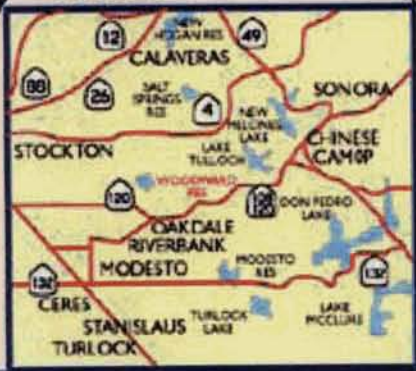 12
NEW
HOGAN RES
49
CALAVERAS
88
26
SALT
SPRINGS
RES
4
SONORA
NEW
MELONES
LAKE
STOCKTON
LAKE
TULLOCH
CHINESE
CAMP
WOODWARD
RES
120
108
120
DON PEDRO
LAKE
OAKDALE
RIVERBANK
MODESTO
MODESTO
RES
132
132
CERES
STANISLAUS
TURLOCK
LAKE
LAKE
MCCLURE
TURLOCK